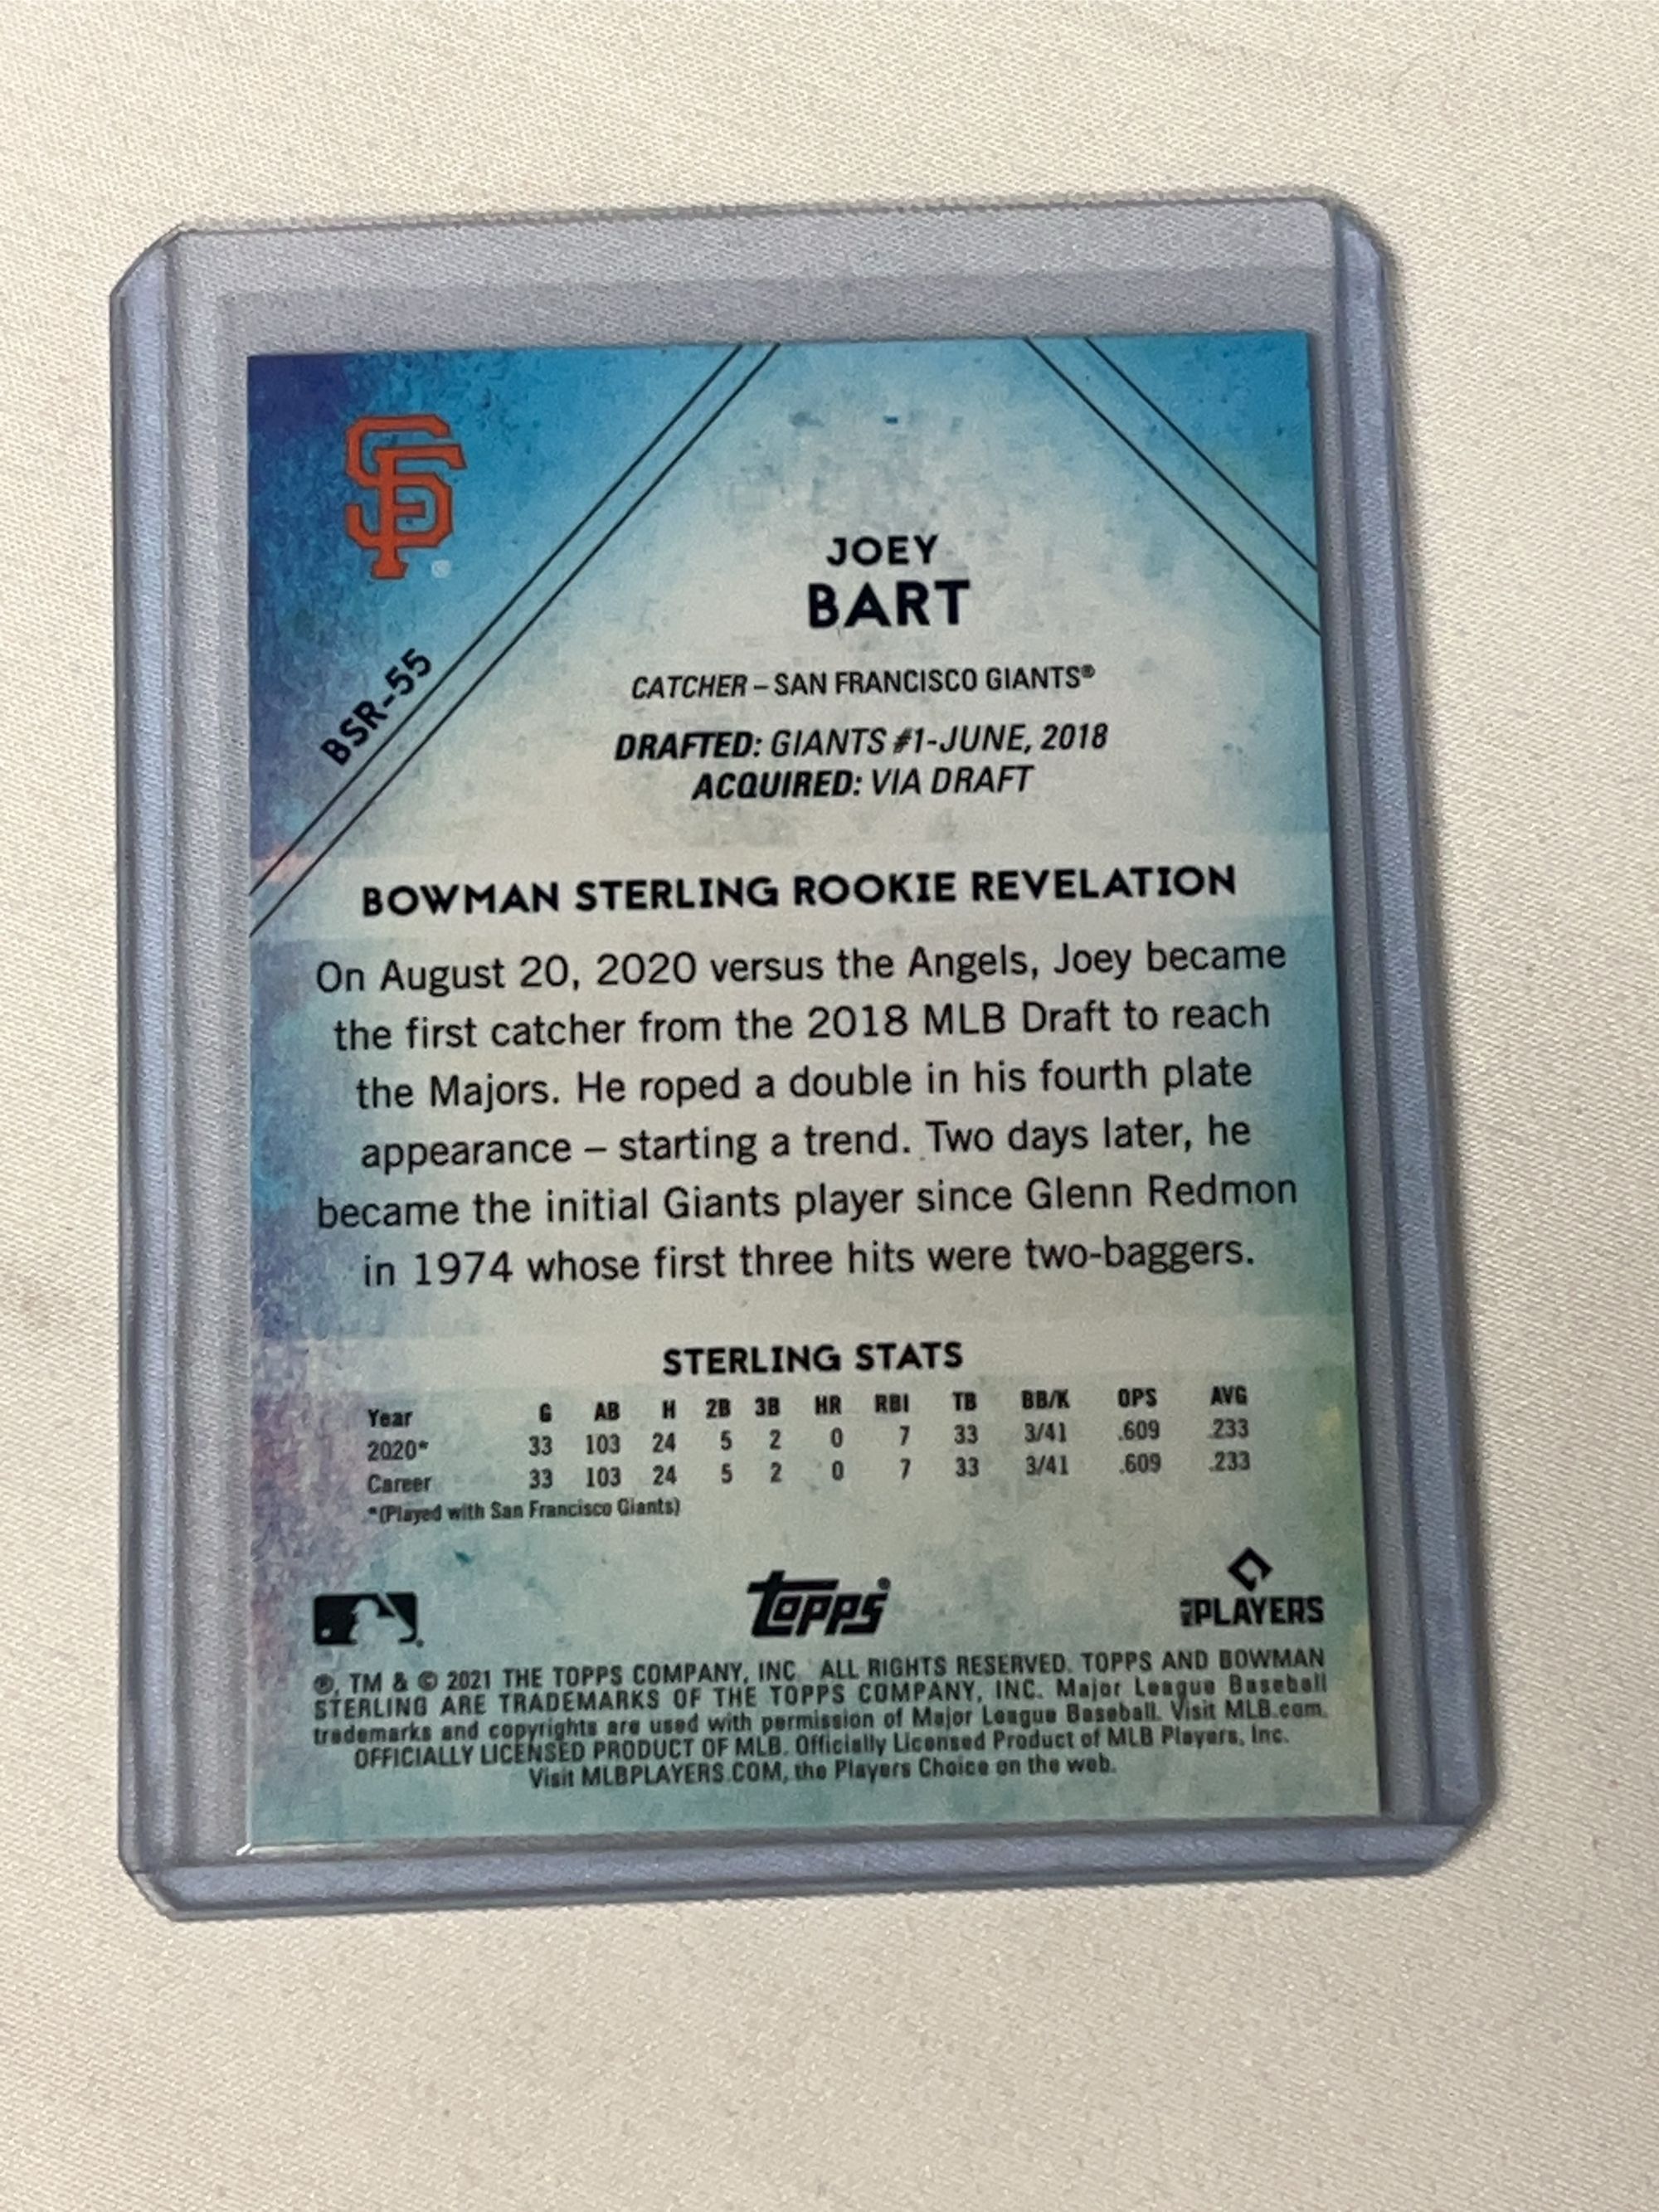 SF
BSR-55
JOEY
BART
CATCHER – SAN FRANCISCO GIANTS®
DRAFTED: GIANTS #1-JUNE, 2018
ACQUIRED: VIA DRAFT
BOWMAN STERLING ROOKIE REVELATION
On August 20, 2020 versus the Angels, Joey became
the first catcher from the 2018 MLB Draft to reach
the Majors. He roped a double in his fourth plate
appearance – starting a trend. Two days later, he
became the initial Giants player since Glenn Redmon
in 1974 whose first three hits were two-baggers.
STERLING STATS
Year G AB H 2B 3B HR RBI TB BB/K OPS AVG
2020* 33 103 24 5 2 0 7 33 3/41 .609 .233
Career 33 103 24 5 2 0 7 33 3/41 .609 .233
*(Played with San Francisco Giants)
topps
PLAYERS
®, TM & © 2021 THE TOPPS COMPANY, INC. ALL RIGHTS RESERVED. TOPPS AND BOWMAN
STERLING ARE TRADEMARKS OF THE TOPPS COMPANY, INC. Major League Baseball
trademarks and copyrights are used with permission of Major League Baseball. Visit MLB.com.
OFFICIALLY LICENSED PRODUCT OF MLB. Officially Licensed Product of MLB Players, Inc.
Visit MLBPLAYERS.COM, the Players Choice on the web.